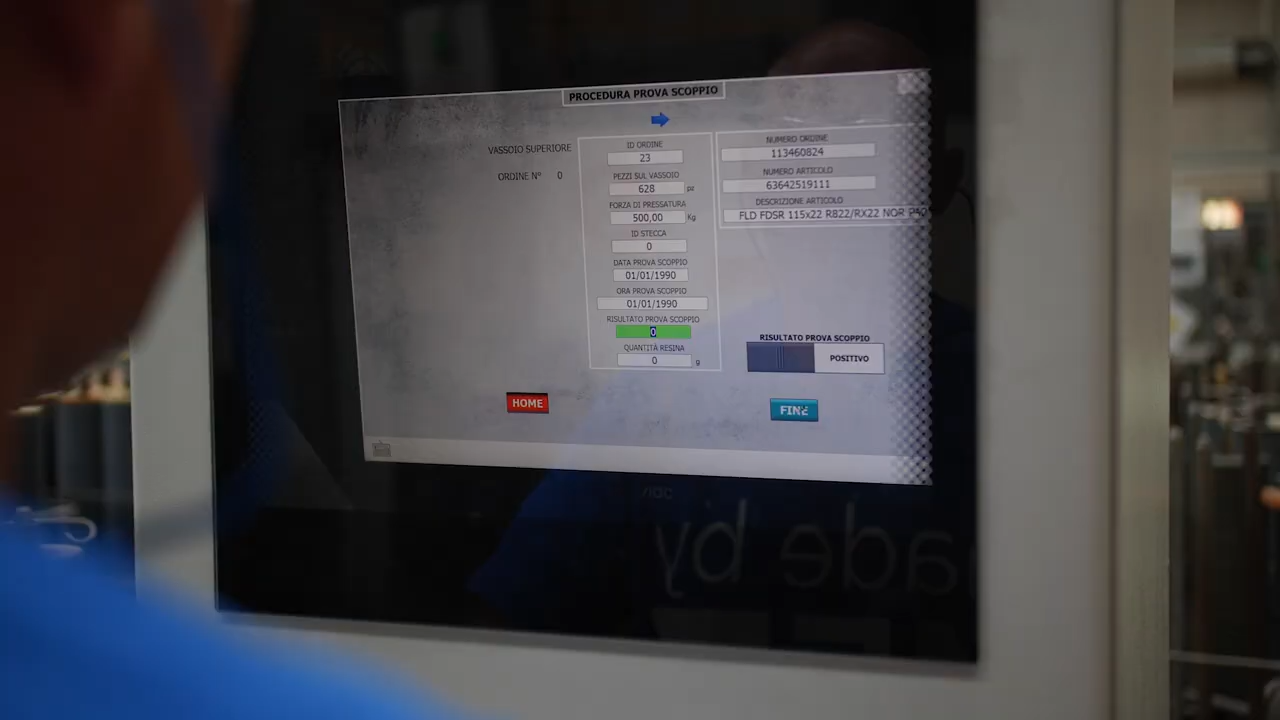 PROCEDURA PROVA SCOPPIO
VASSOIO SUPERIORE
ORDINE N° 0
ID ORDINE
23
PEZZI SUL VASSOIO
628 pz
FORZA DI PRESSATURA
500,00 Kg
ID STECCA
0
DATA PROVA SCOPPIO
01/01/1990
ORA PROVA SCOPPIO
01/01/1990
RISULTATO PROVA SCOPPIO
0
QUANTITÀ RESINA
0 g
NUMERO ORDINE
113460824
NUMERO ARTICOLO
63642519111
DESCRIZIONE ARTICOLO
FLD FDSR 115x22 R822/RX22 NOR P40
RISULTATO PROVA SCOPPIO
POSITIVO
HOME
FINE
made by